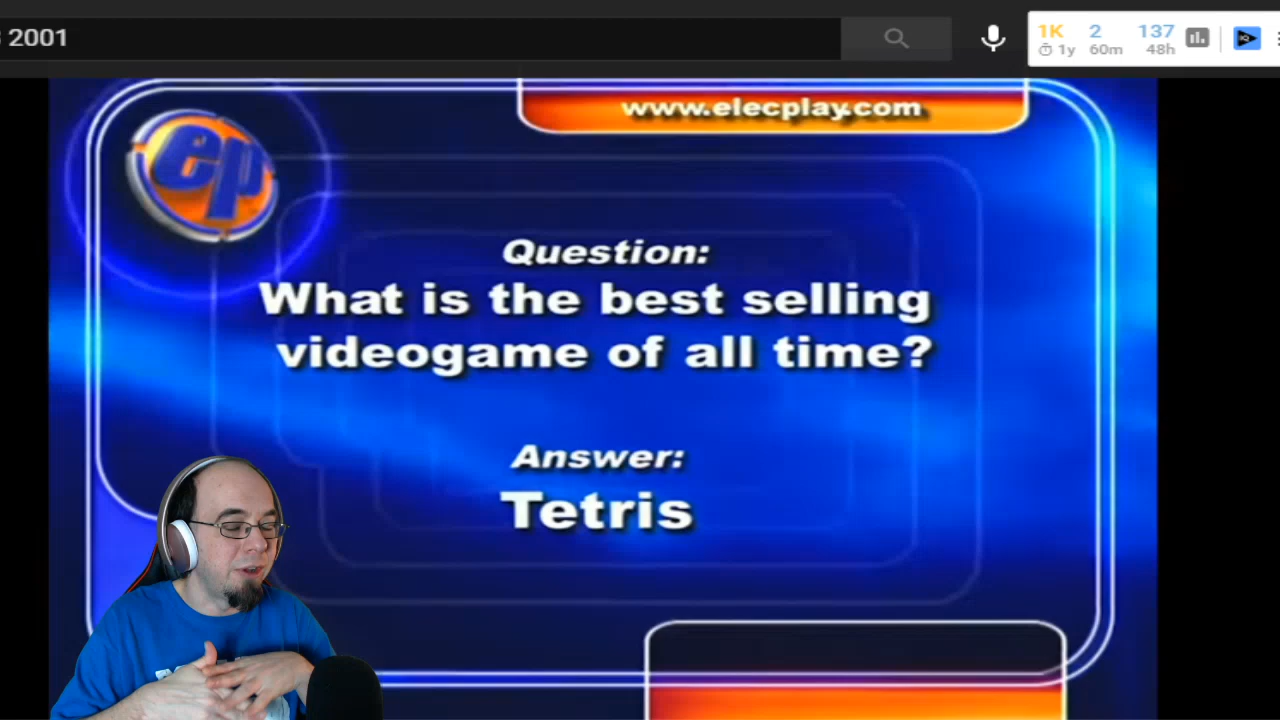 2001
1K 2 137
1y 60m 48h
www.elecplay.com
ep
Question:
What is the best selling
videogame of all time?
Answer:
Tetris